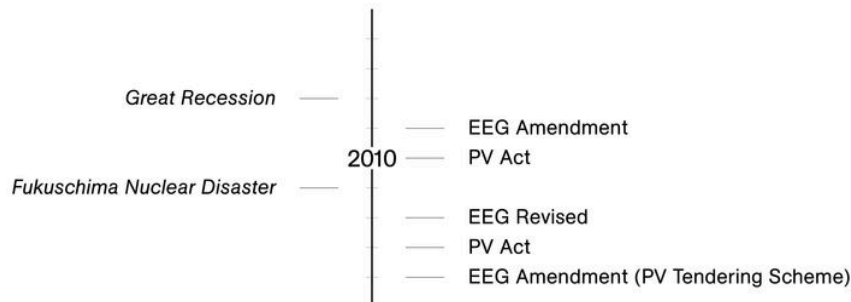 Great Recession
EEG Amendment
2010
PV Act
Fukuschima Nuclear Disaster
EEG Revised
PV Act
EEG Amendment (PV Tendering Scheme)